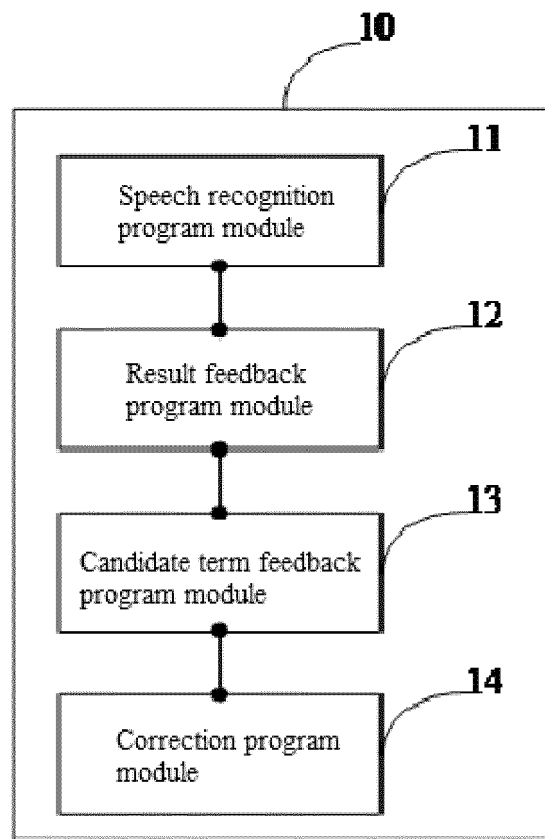 10
11
Speech recognition
program module
12
Result feedback
program module
13
Candidate term feedback
program module
14
Correction program
module